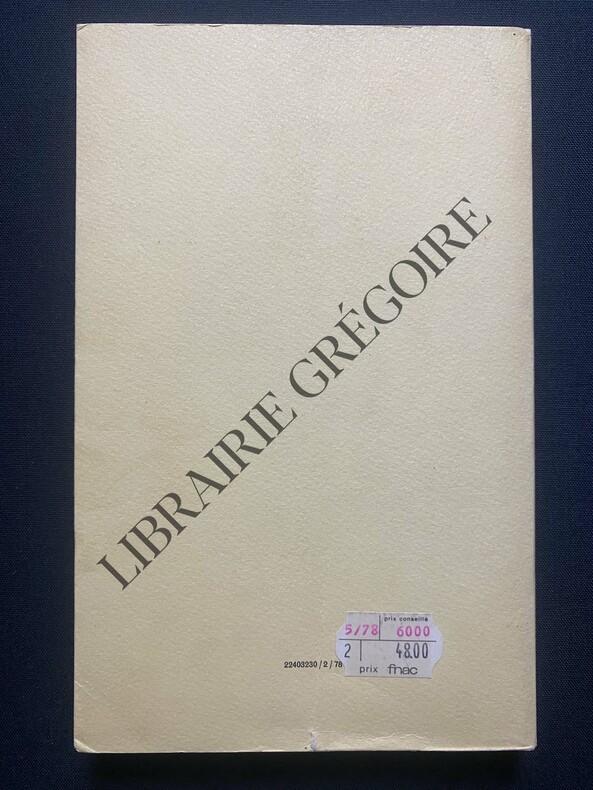 LIBRAIRIE GRÉGOIRE
prix conseillé
5/78 6000
2 48.00
prix fnac
22403230/2/78